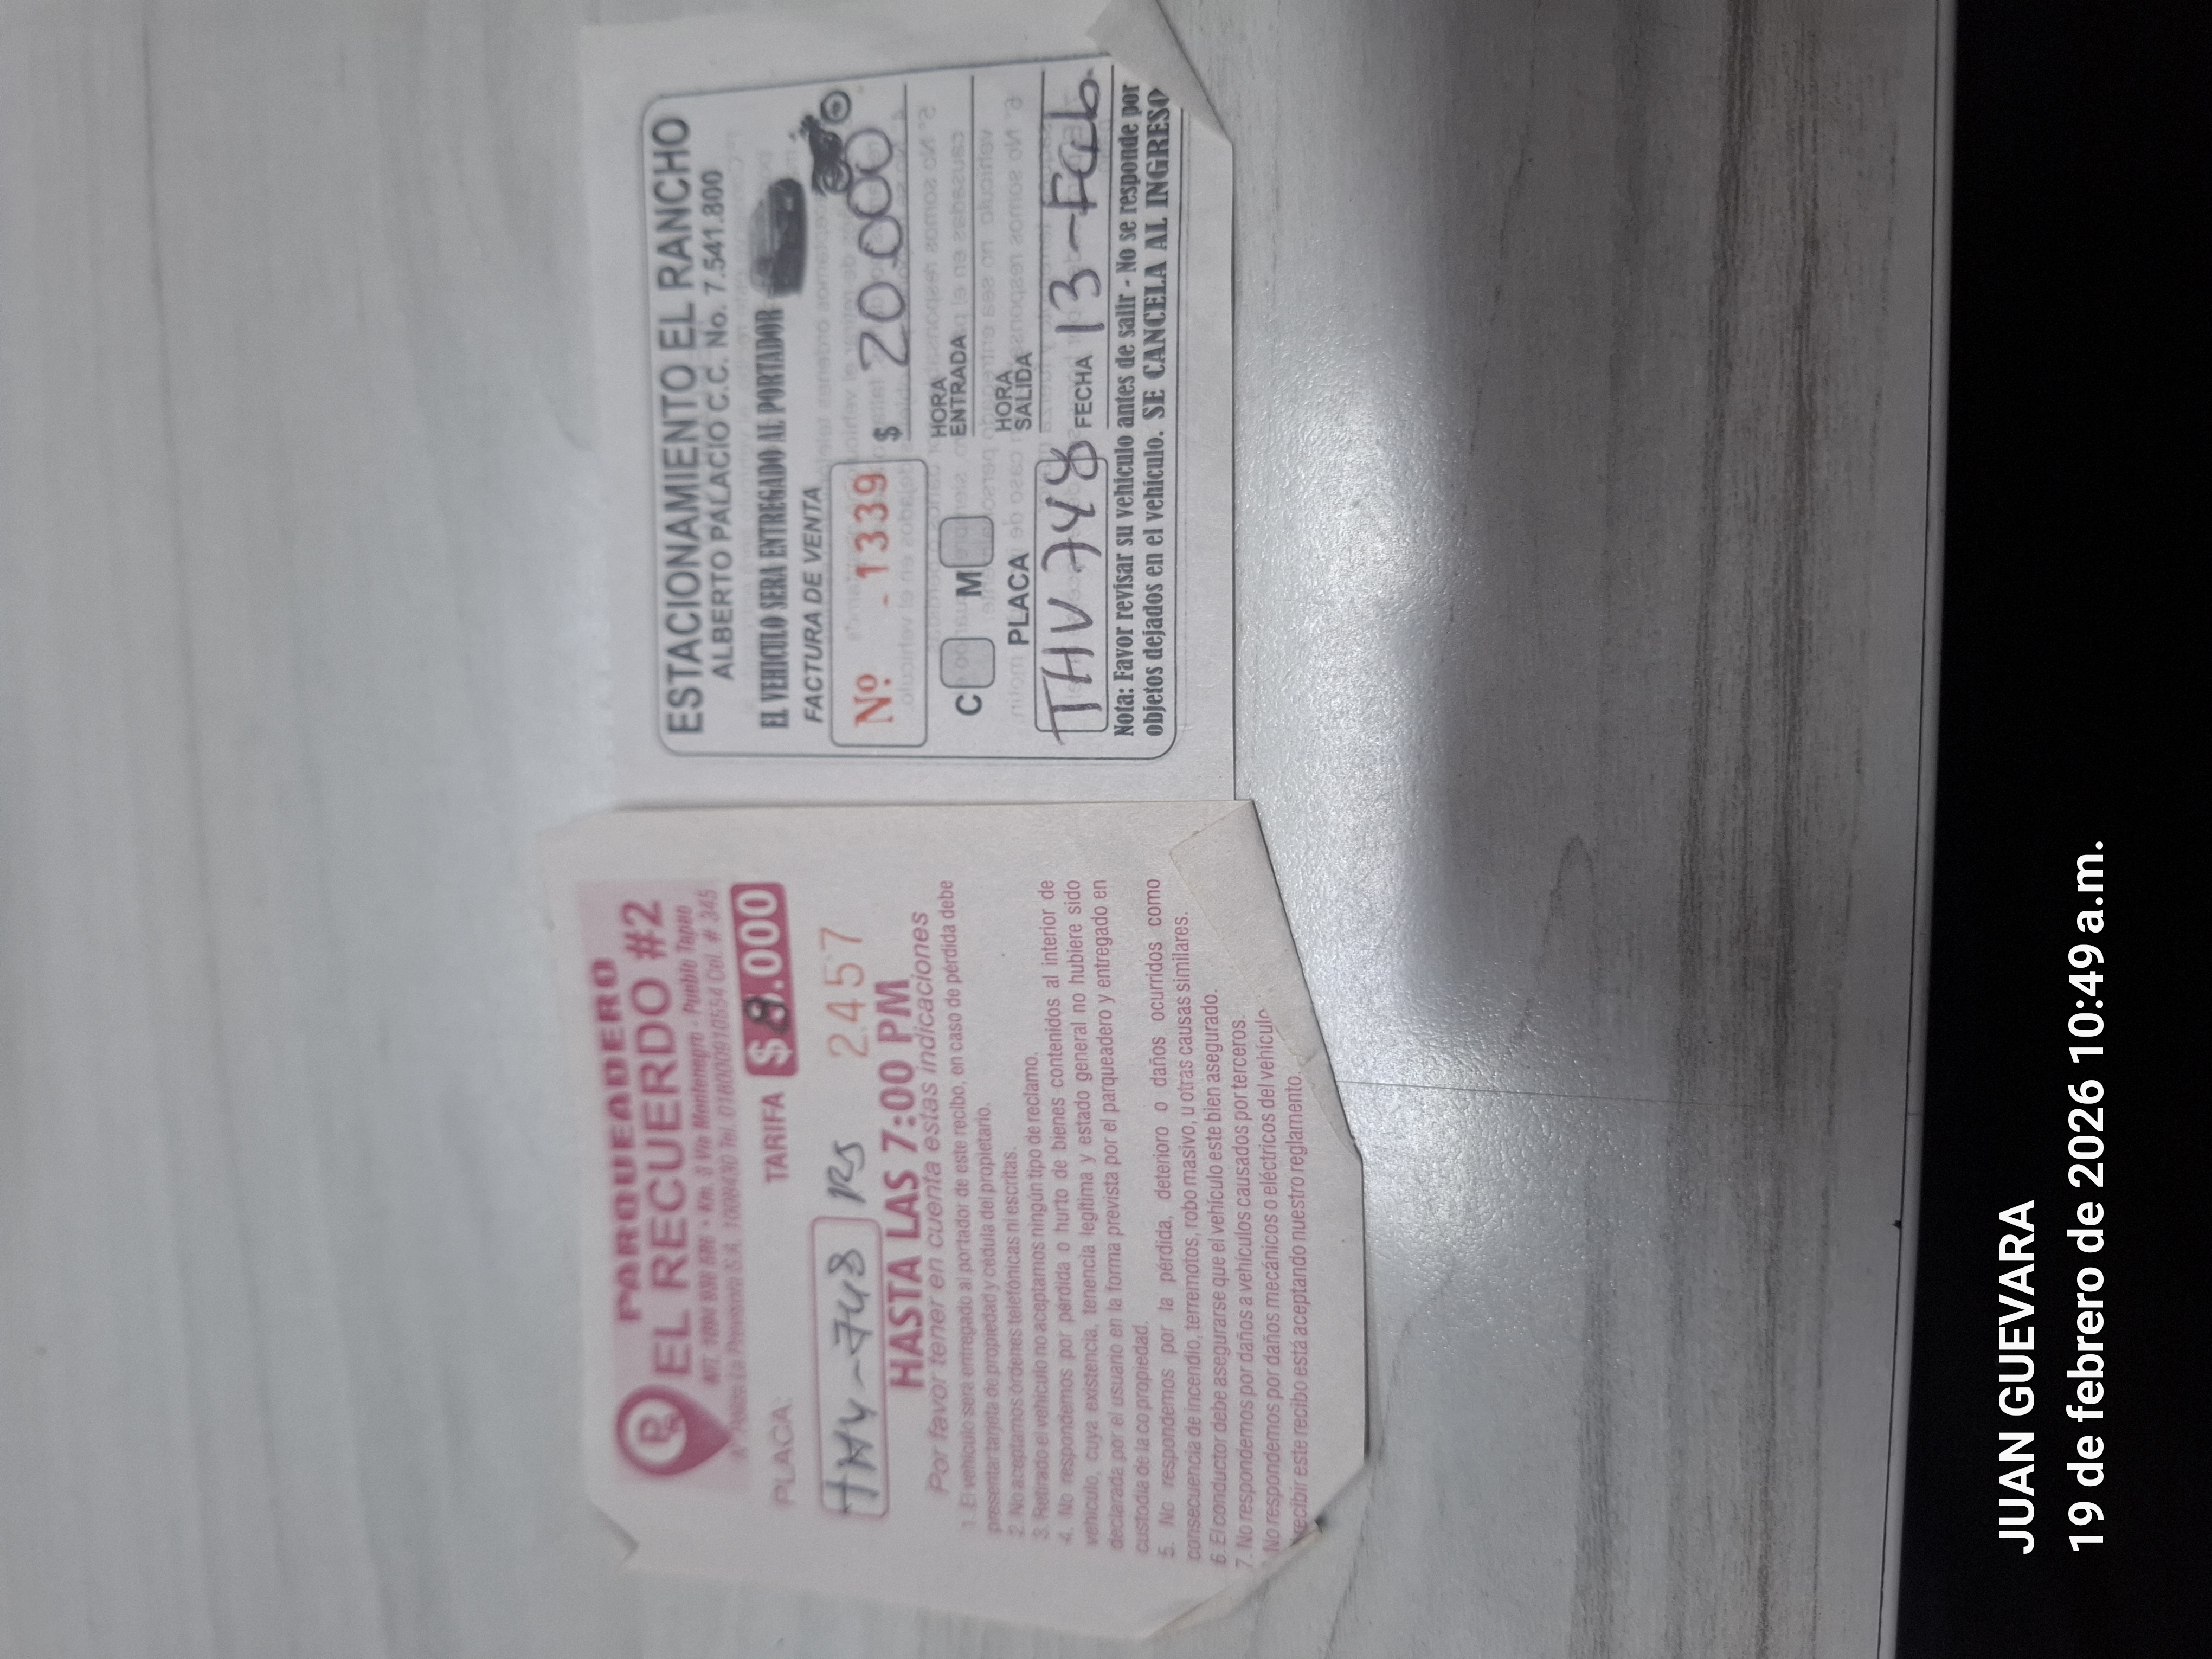 PARQUEADERO
EL RECUERDO #2
Km. 3 Vía Montenegro - Pueblo Tapao
# 345
PLACA:
TARIFA $ 8.000
THV-748 RS 2457
HASTA LAS 7:00 PM
Por favor tener en cuenta estas indicaciones
1. El vehículo será entregado al portador de este recibo, en caso de pérdida debe
presentar tarjeta de propiedad y cédula del propietario.
2. No aceptamos órdenes telefónicas ni escritas.
3. Retirado el vehículo no aceptamos ningún tipo de reclamo.
4. No respondemos por pérdida o hurto de bienes contenidos al interior de
vehículo, cuya existencia, tenencia legítima y estado general no hubiere sido
declarada por el usuario en la forma prevista por el parqueadero y entregado en
custodia de la copropiedad.
5. No respondemos por la pérdida, deterioro o daños ocurridos como
consecuencia de incendio, terremotos, robo masivo, u otras causas similares.
6. El conductor debe asegurarse que el vehículo este bien asegurado.
7. No respondemos por daños a vehículos causados por terceros.
No respondemos por daños mecánicos o eléctricos del vehículo
recibir este recibo está aceptando nuestro reglamento.
ESTACIONAMIENTO EL RANCHO
ALBERTO PALACIO C.C. No. 7.541.800
EL VEHICULO SERA ENTREGADO AL PORTADOR
FACTURA DE VENTA
Nº - 1339
$ 20.000
C M
HORA
ENTRADA
HORA
SALIDA
PLACA
THV 748
FECHA 13-Feb
Nota: Favor revisar su vehiculo antes de salir - No se responde por
objetos dejados en el vehiculo. SE CANCELA AL INGRESO
JUAN GUEVARA
19 de febrero de 2026 10:49 a.m.